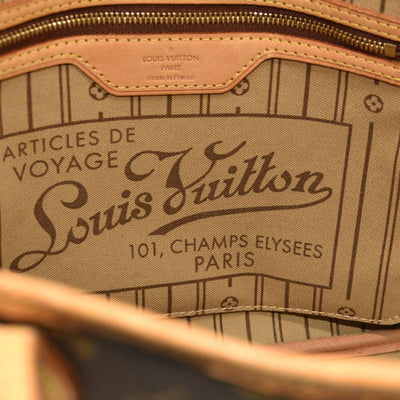 LOUIS VUITTON
PARIS
made in France
ARTICLES DE
VOYAGE
Louis Vuitton
101, CHAMPS ELYSEES
PARIS